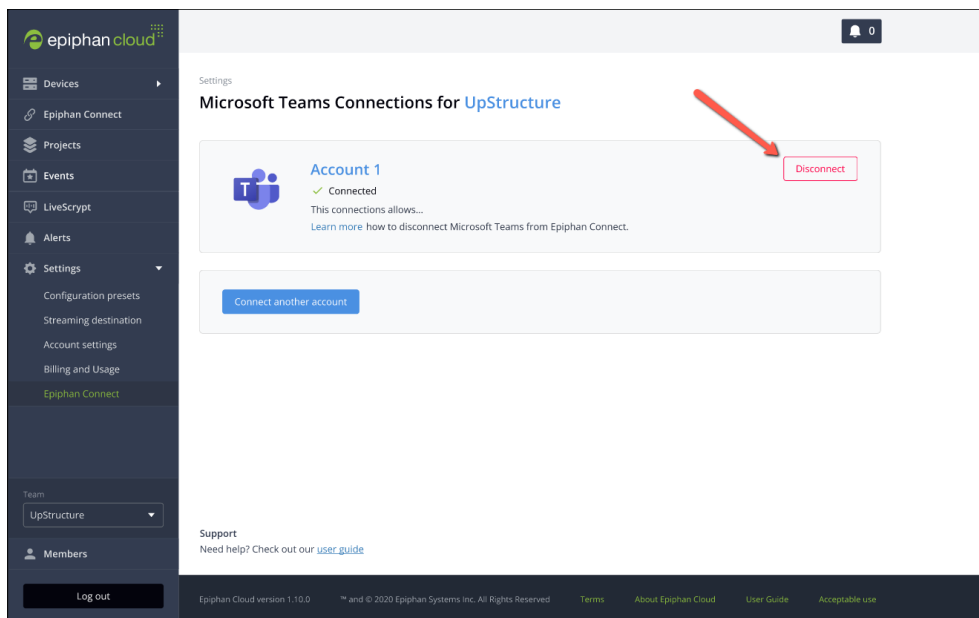 epiphan cloud
0
Devices
Epiphan Connect
Projects
Events
LiveScrypt
Alerts
Settings
Configuration presets
Streaming destination
Account settings
Billing and Usage
Epiphan Connect
Team
UpStructure
Members
Log out
Settings
Microsoft Teams Connections for UpStructure
T
Account 1
Connected
This connections allows...
Learn more how to disconnect Microsoft Teams from Epiphan Connect.
Disconnect
Connect another account
Support
Need help? Check out our user guide
Epiphan Cloud version 1.10.0 ™ and © 2020 Epiphan Systems Inc. All Rights Reserved Terms About Epiphan Cloud User Guide Acceptable use